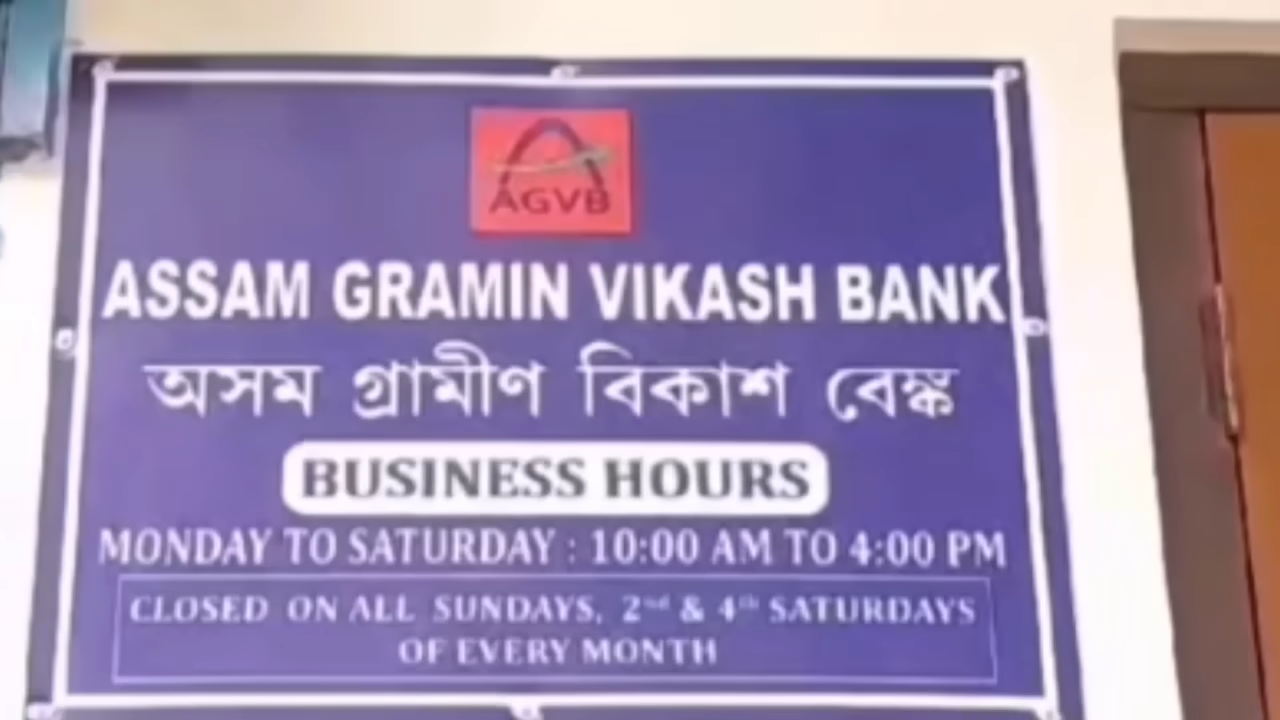 AGVB
ASSAM GRAMIN VIKASH BANK
অসম গ্রামীণ বিকাশ বেঙ্ক
BUSINESS HOURS
MONDAY TO SATURDAY : 10:00 AM TO 4:00 PM
CLOSED ON ALL SUNDAYS, 2nd & 4th SATURDAYS
OF EVERY MONTH